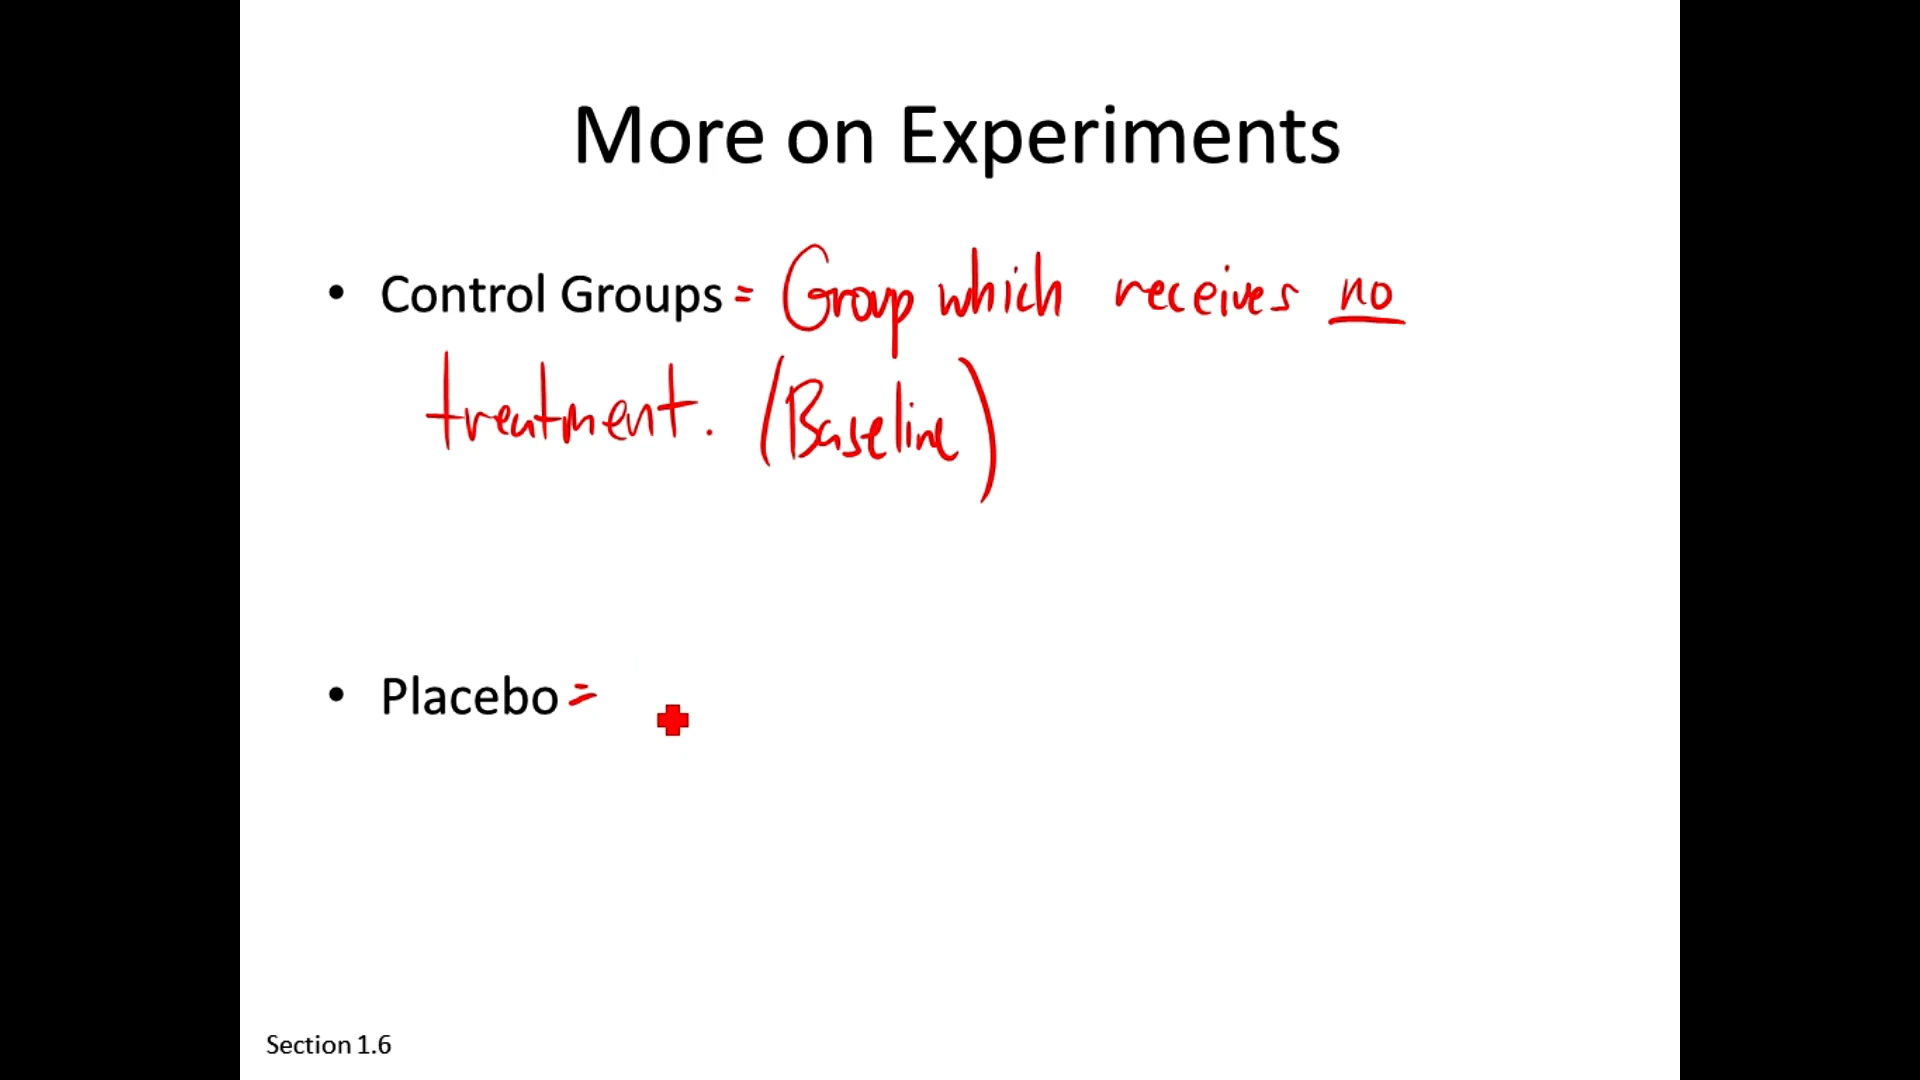 More on Experiments
• Control Groups = Group which receives no
treatment. (Baseline)
• Placebo =
Section 1.6